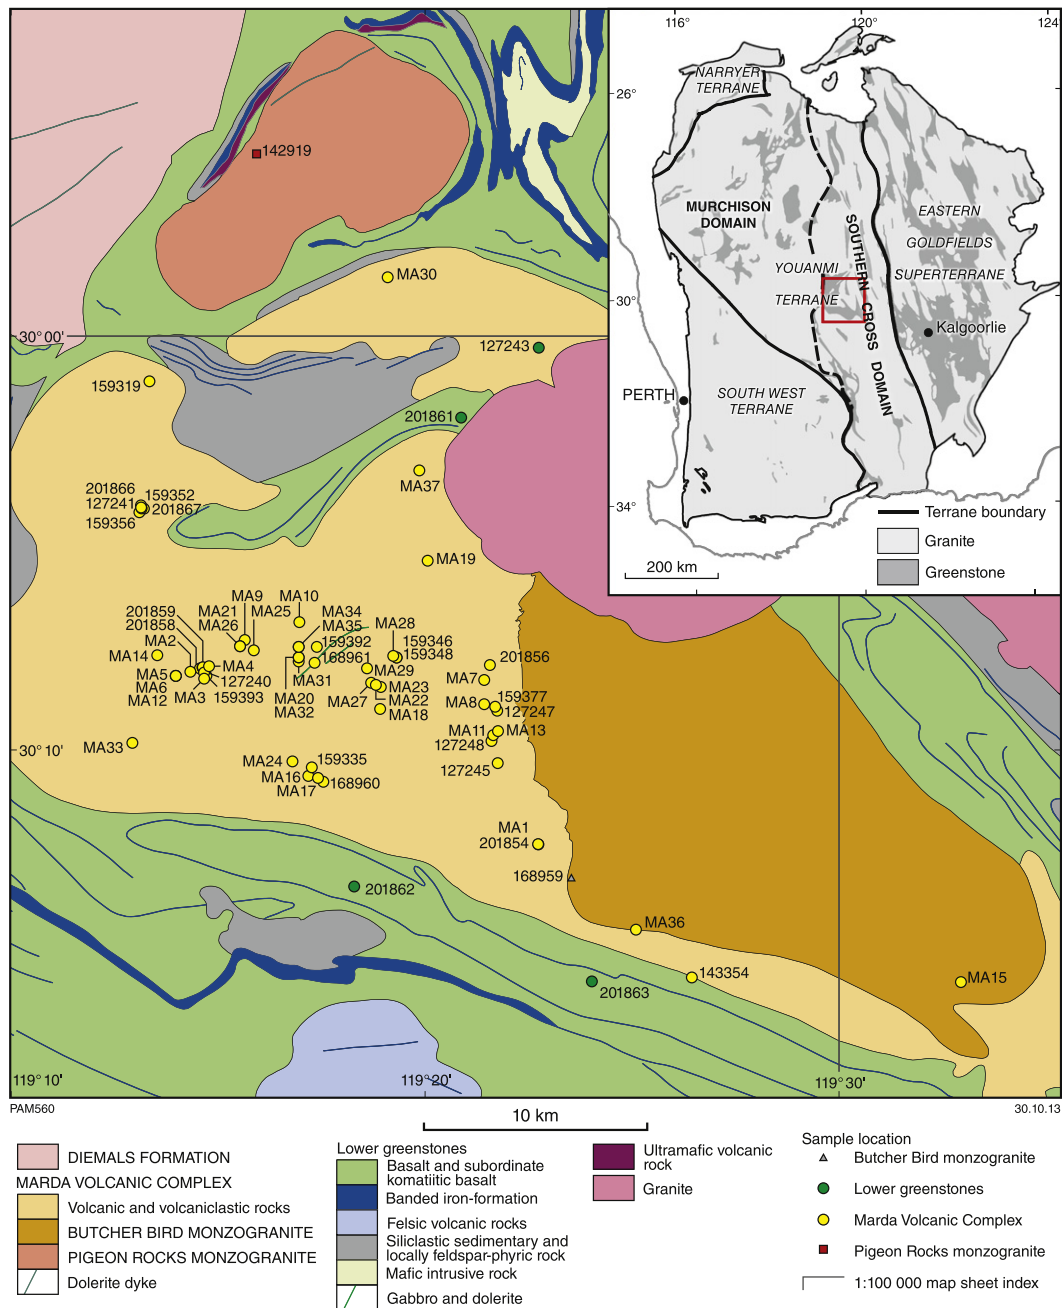 116°
120°
124°
26°
30°
34°
NARRYER
TERRANE
MURCHISON
DOMAIN
YOUANMI
TERRANE
SOUTHERN CROSS DOMAIN
EASTERN
GOLDFIELDS
SUPERTERRANE
Kalgoorlie
PERTH
SOUTH WEST
TERRANE
Terrane boundary
Granite
Greenstone
200 km
142919
MA30
30° 00'
127243
159319
201861
MA37
201866
159352
127241
201867
159356
MA19
MA9
MA10
MA21
MA25
MA34
201859
MA26
MA35
MA28
201858
159392
159346
MA2
168961
159348
MA14
MA4
MA29
201856
MA5
127240
MA31
MA7
MA6
MA3
159393
MA20
MA27
MA23
MA12
MA32
MA22
MA18
159377
MA8
127247
MA11
MA13
127248
MA33
30° 10'
MA24
159335
127245
MA16
168960
MA17
MA1
201854
168959
201862
MA36
143354
MA15
201863
119° 10'
119° 20'
119° 30'
PAM560
30.10.13
10 km
DIEMALS FORMATION
MARDA VOLCANIC COMPLEX
Volcanic and volcaniclastic rocks
BUTCHER BIRD MONZOGRANITE
PIGEON ROCKS MONZOGRANITE
Dolerite dyke
Lower greenstones
Basalt and subordinate
komatiitic basalt
Banded iron-formation
Felsic volcanic rocks
Siliclastic sedimentary and
locally feldspar-phyric rock
Mafic intrusive rock
Gabbro and dolerite
Ultramafic volcanic
rock
Granite
Sample location
Butcher Bird monzogranite
Lower greenstones
Marda Volcanic Complex
Pigeon Rocks monzogranite
1:100 000 map sheet index